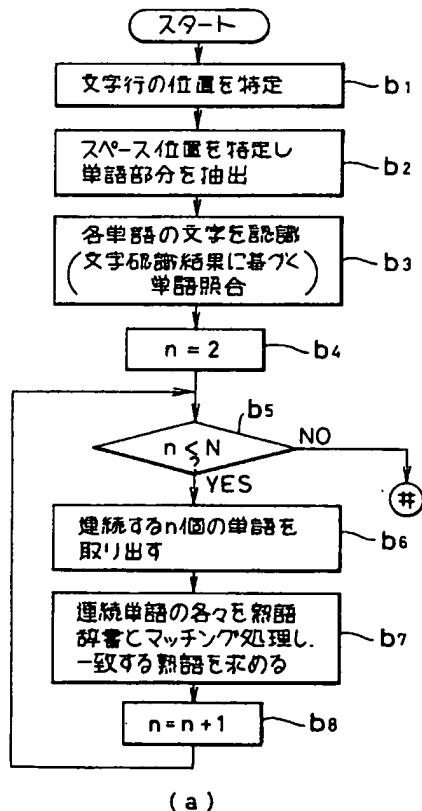 スタート
文字行の位置を特定
b1
スペース位置を特定し
単語部分を抽出
b2
各単語の文字を認識
(文字認識結果に基づく
単語照合)
b3
n=2
b4
b5
n≦N
NO
YES
#
連続するn個の単語を
取り出す
b6
連続単語の各々を熟語
辞書とマッチング処理し、
一致する熟語を求める
b7
n=n+1
b8
(a)